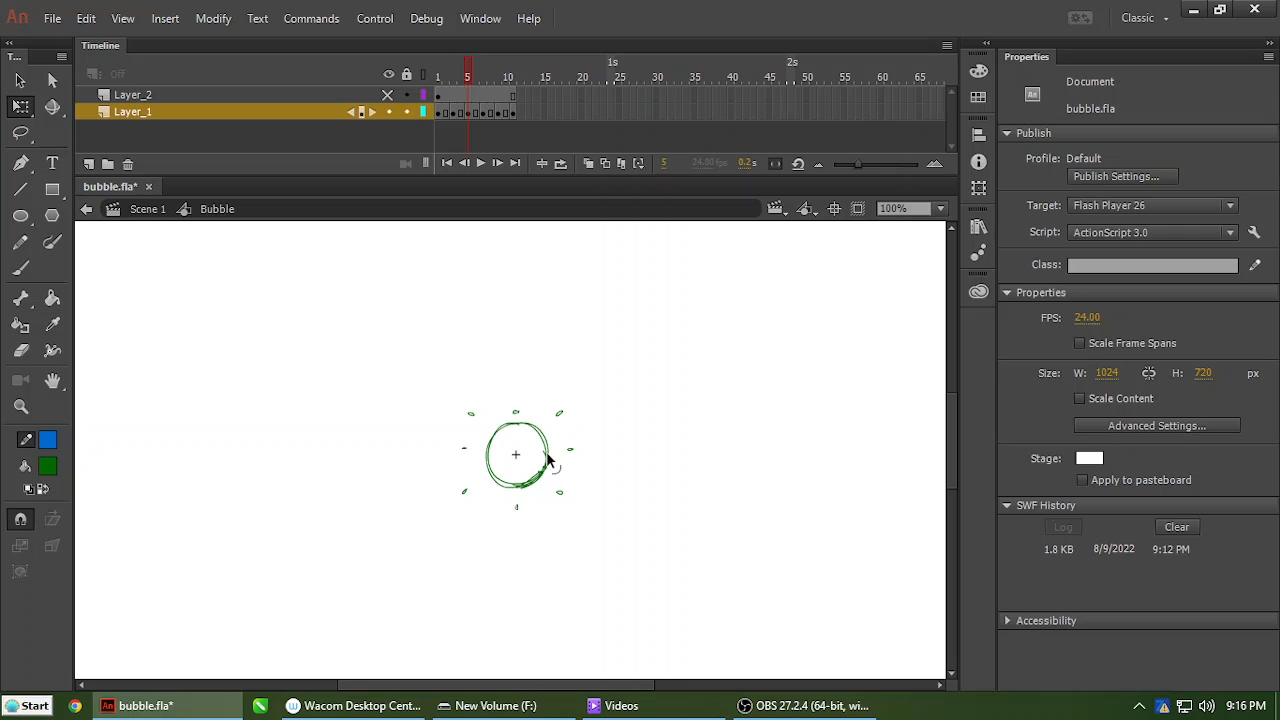 An File Edit View Insert Modify Text Commands Control Debug Window Help Classic
T... Timeline Properties
Off 1 5 10 15 20 25 30 35 40 45 50 55 60 65
1s 2s
Layer_2
Layer_1
5 24.00 fps 0.2s
bubble.fla*
Scene 1 Bubble 100%
An Document
bubble.fla
Publish
Profile: Default
Publish Settings...
Target: Flash Player 26
Script: ActionScript 3.0
Class:
Properties
FPS: 24.00
Scale Frame Spans
Size: W: 1024 H: 720 px
Scale Content
Advanced Settings...
Stage:
Apply to pasteboard
SWF History
Log Clear
1.8 KB 8/9/2022 9:12 PM
Accessibility
Start An bubble.fla* Wacom Desktop Cent... New Volume (F:) Videos OBS 27.2.4 (64-bit, wi... 9:16 PM